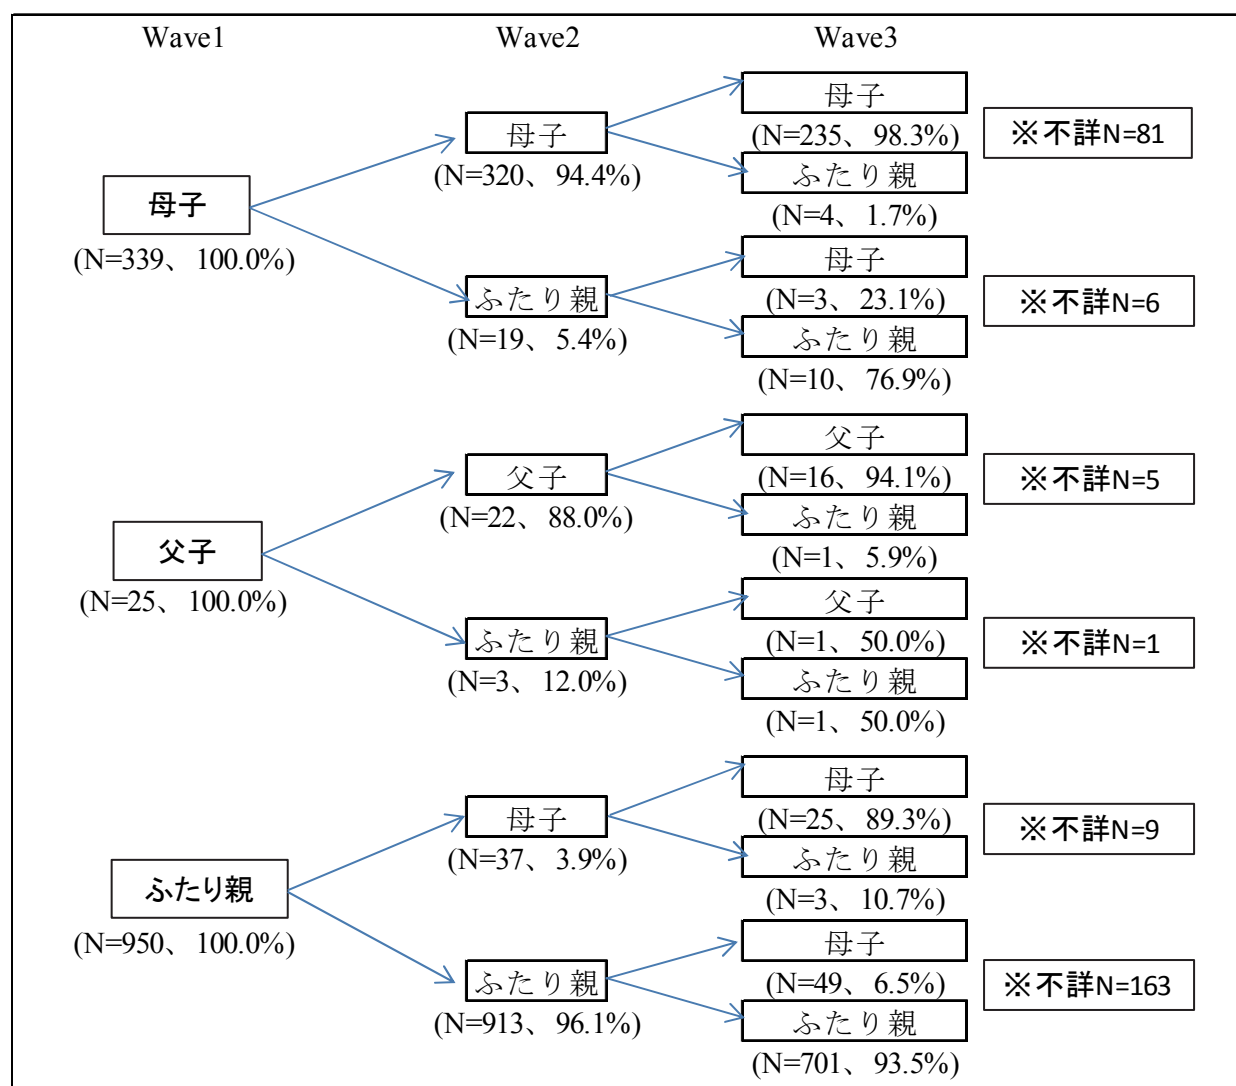 Wave1 Wave2 Wave3
母子
(N=339、100.0%)
母子
(N=320、94.4%)
母子
(N=235、98.3%)
ふたり親
(N=4、1.7%)
※不詳N=81
ふたり親
(N=19、5.4%)
母子
(N=3、23.1%)
ふたり親
(N=10、76.9%)
※不詳N=6
父子
(N=25、100.0%)
父子
(N=22、88.0%)
父子
(N=16、94.1%)
ふたり親
(N=1、5.9%)
※不詳N=5
ふたり親
(N=3、12.0%)
父子
(N=1、50.0%)
ふたり親
(N=1、50.0%)
※不詳N=1
ふたり親
(N=950、100.0%)
母子
(N=37、3.9%)
母子
(N=25、89.3%)
ふたり親
(N=3、10.7%)
※不詳N=9
ふたり親
(N=913、96.1%)
母子
(N=49、6.5%)
ふたり親
(N=701、93.5%)
※不詳N=163